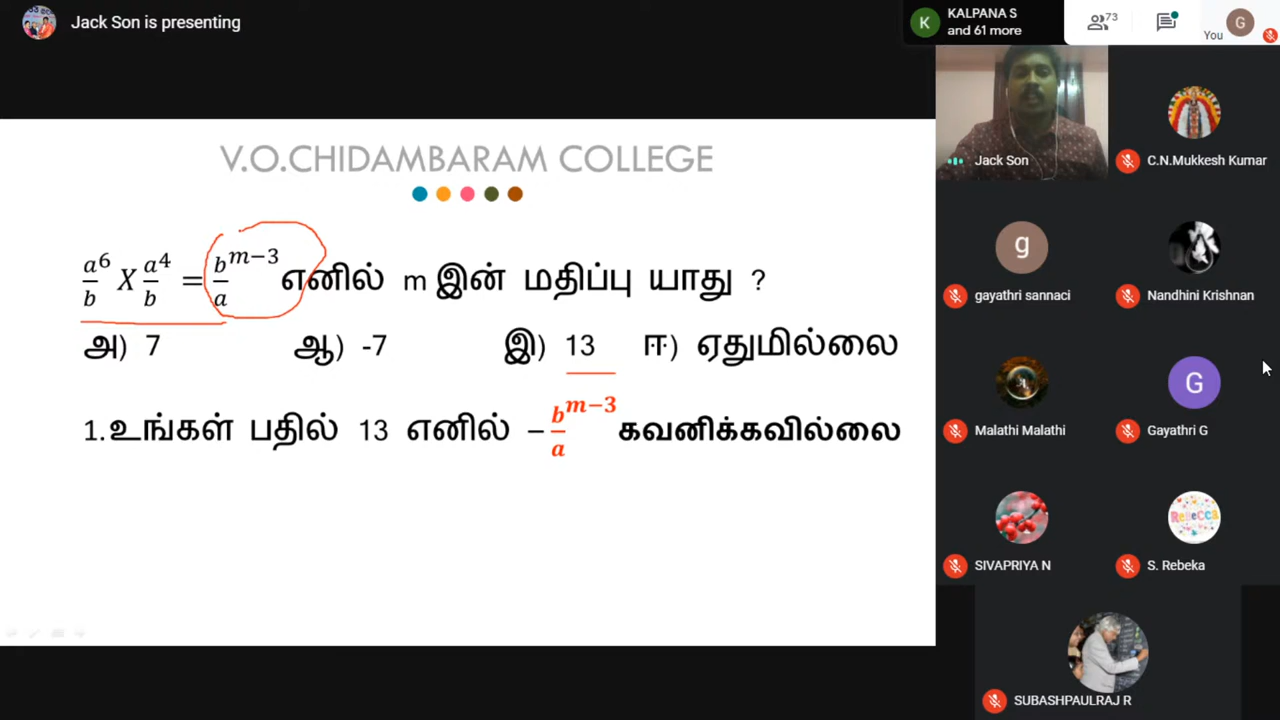 Jack Son is presenting
K
KALPANA S
and 61 more
73
You
G
V.O.CHIDAMBARAM COLLEGE
a⁶/b X a⁴/b = b/a^(m−3) எனில் m இன் மதிப்பு யாது ?
அ) 7 ஆ) -7 இ) 13 ஈ) ஏதுமில்லை
1.உங்கள் பதில் 13 எனில் – b/a^(m−3) கவனிக்கவில்லை
Jack Son
C.N.Mukkesh Kumar
g
gayathri sannaci
Nandhini Krishnan
Malathi Malathi
G
Gayathri G
SIVAPRIYA N
ReBeCCa
S. Rebeka
SUBASHPAULRAJ R